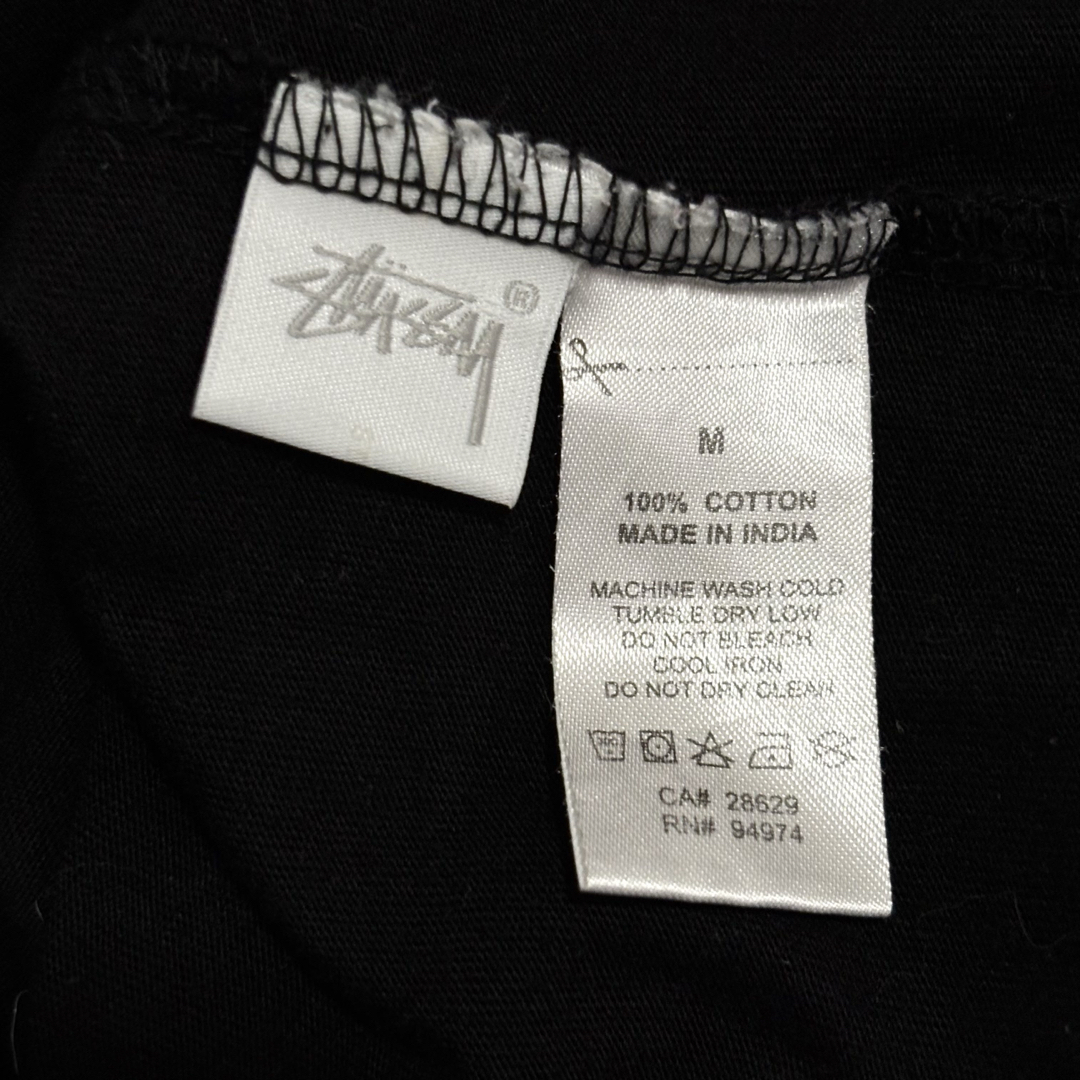 Stüssy ®
M
100% COTTON
MADE IN INDIA
MACHINE WASH COLD
TUMBLE DRY LOW
DO NOT BLEACH
COOL IRON
DO NOT DRY CLEAN
CA# 28629
RN# 94974